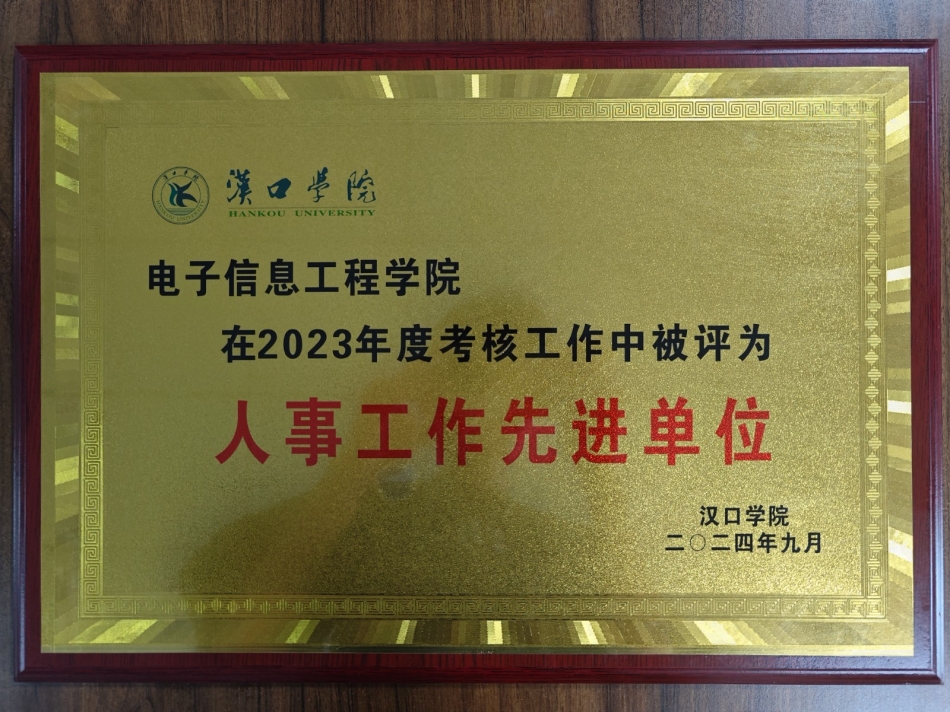 漢口學院
HANKOU UNIVERSITY
电子信息工程学院
在2023年度考核工作中被评为
人事工作先进单位
汉口学院
二〇二四年九月